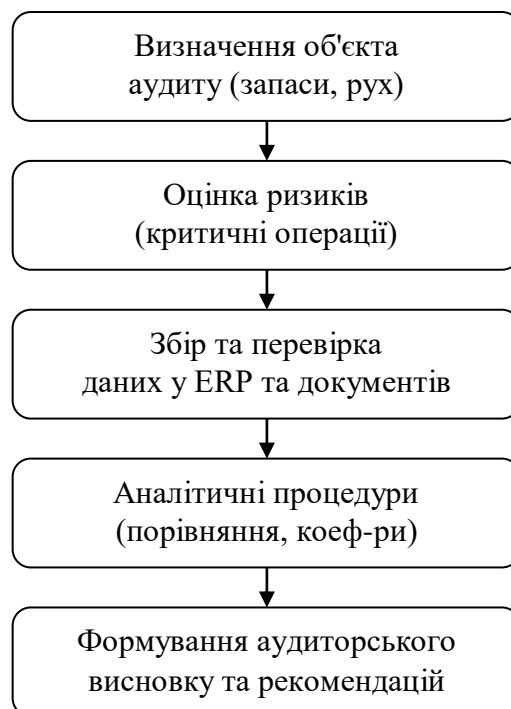 Визначення об'єкта
аудиту (запаси, рух)
Оцінка ризиків
(критичні операції)
Збір та перевірка
даних у ERP та документів
Аналітичні процедури
(порівняння, коеф-ри)
Формування аудиторського
висновку та рекомендацій